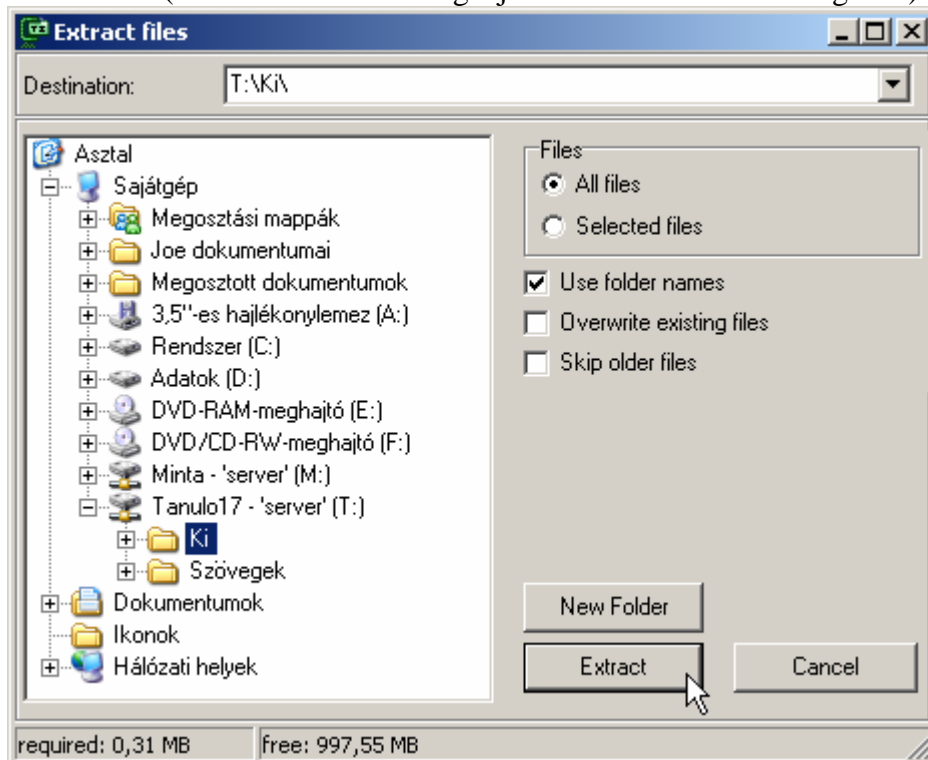 Extract files
Destination: T:\Ki\
Asztal
Sajátgép
Megosztási mappák
Joe dokumentumai
Megosztott dokumentumok
3,5''-es hajlékonylemez (A:)
Rendszer (C:)
Adatok (D:)
DVD-RAM-meghajtó (E:)
DVD/CD-RW-meghajtó (F:)
Minta - 'server' (M:)
Tanulo17 - 'server' (T:)
Ki
Szövegek
Dokumentumok
Ikonok
Hálózati helyek
Files
All files
Selected files
Use folder names
Overwrite existing files
Skip older files
New Folder
Extract Cancel
required: 0,31 MB free: 997,55 MB